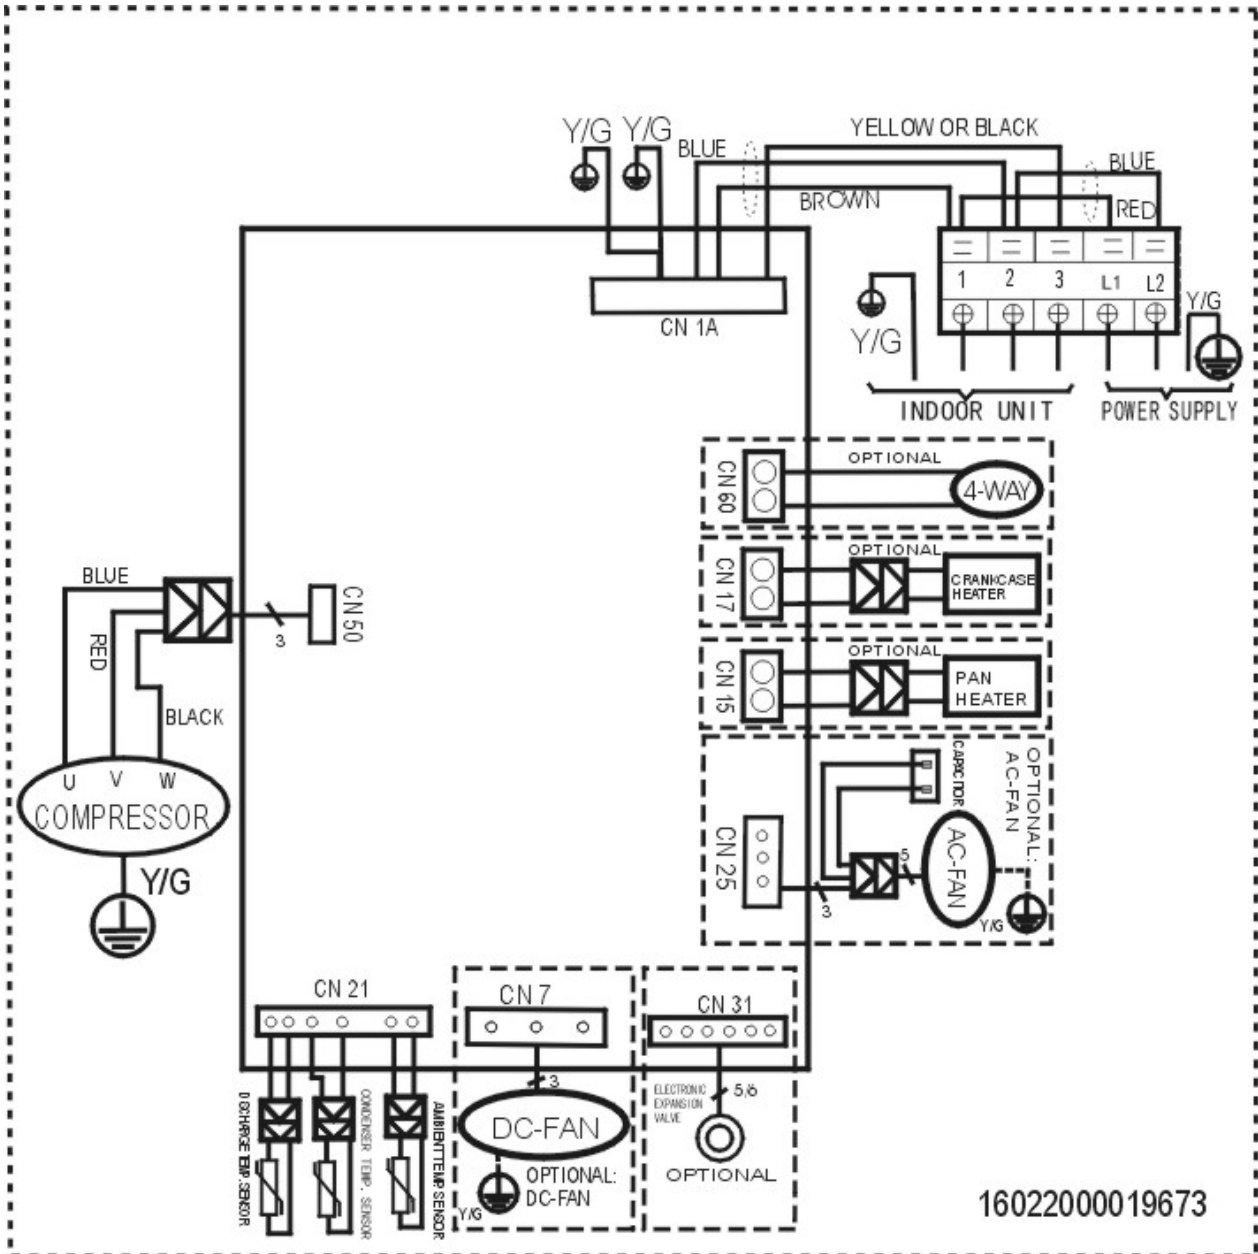 Y/G Y/G
BLUE
YELLOW OR BLACK
BROWN
BLUE
RED
1 2 3 L1 L2
CN 1A
Y/G
Y/G
INDOOR UNIT
POWER SUPPLY
CN 60
OPTIONAL
4-WAY
CN 17
OPTIONAL
CRANKCASE
HEATER
CN 15
OPTIONAL
PAN
HEATER
BLUE
RED
BLACK
3
CN 50
U V W
COMPRESSOR
Y/G
CN 25
3
5
CAPACITOR
AC-FAN
OPTIONAL:
AC-FAN
Y/G
CN 21
DISCHARGE TEMP. SENSOR
CONDENSER TEMP. SENSOR
AMBIENT TEMP SENSOR
CN 7
3
DC-FAN
OPTIONAL:
DC-FAN
Y/G
CN 31
ELECTRONIC
EXPANSION
VALVE
5/6
OPTIONAL
16022000019673